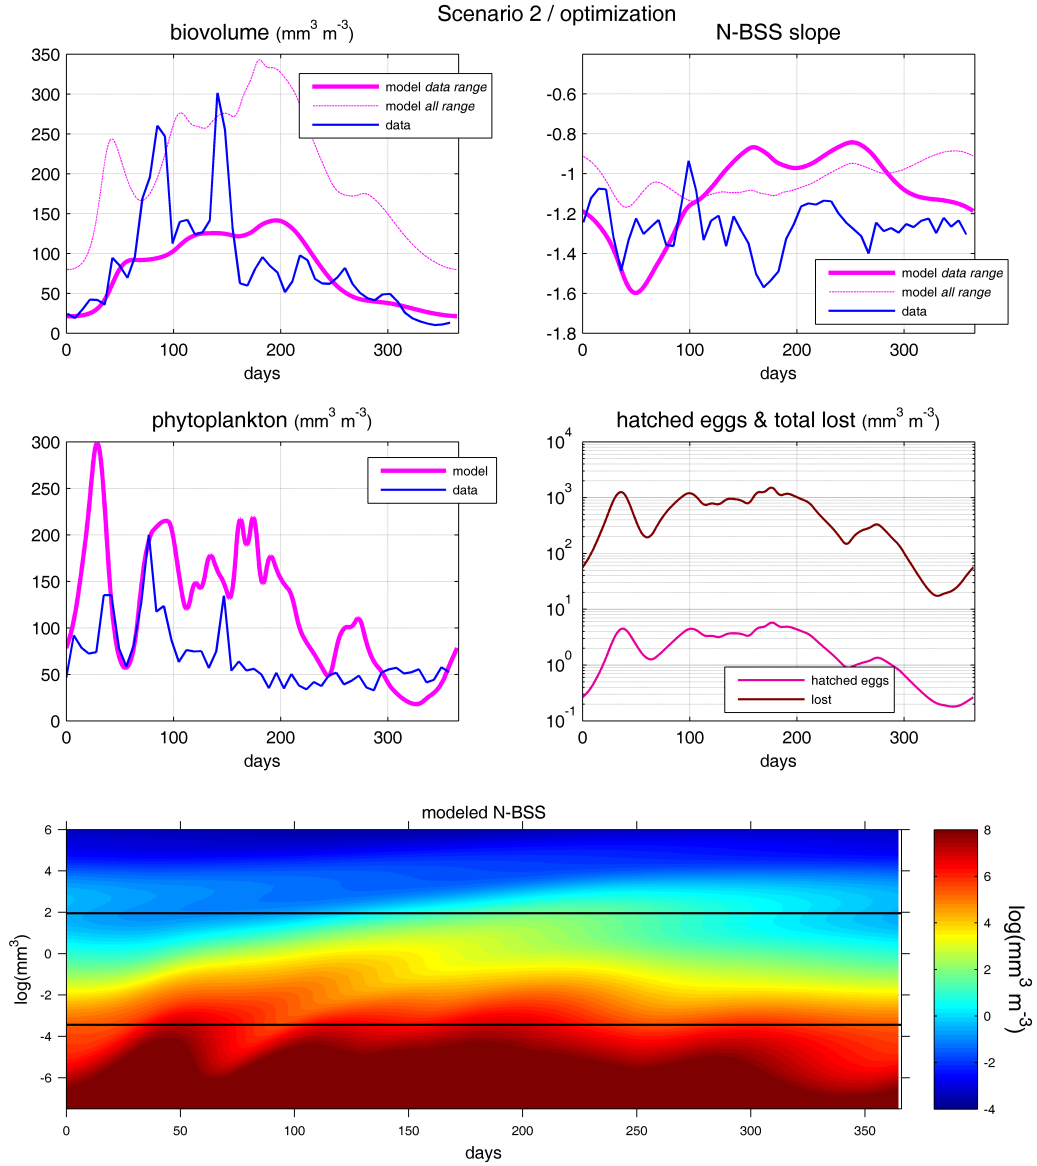 Scenario 2 / optimization
biovolume (mm³ m⁻³)
350
300
250
200
150
100
50
0
0 100 200 300
days
model data range
model all range
data
N-BSS slope
-0.6
-0.8
-1
-1.2
-1.4
-1.6
-1.8
0 100 200 300
days
model data range
model all range
data
phytoplankton (mm³ m⁻³)
300
250
200
150
100
50
0
0 100 200 300
days
model
data
hatched eggs & total lost (mm³ m⁻³)
10⁴
10³
10²
10¹
10⁰
10⁻¹
0 100 200 300
days
hatched eggs
lost
modeled N-BSS
6
4
2
0
-2
-4
-6
log(mm³)
0 50 100 150 200 250 300 350
days
8
6
4
2
0
-2
-4
log(mm³ m⁻³)